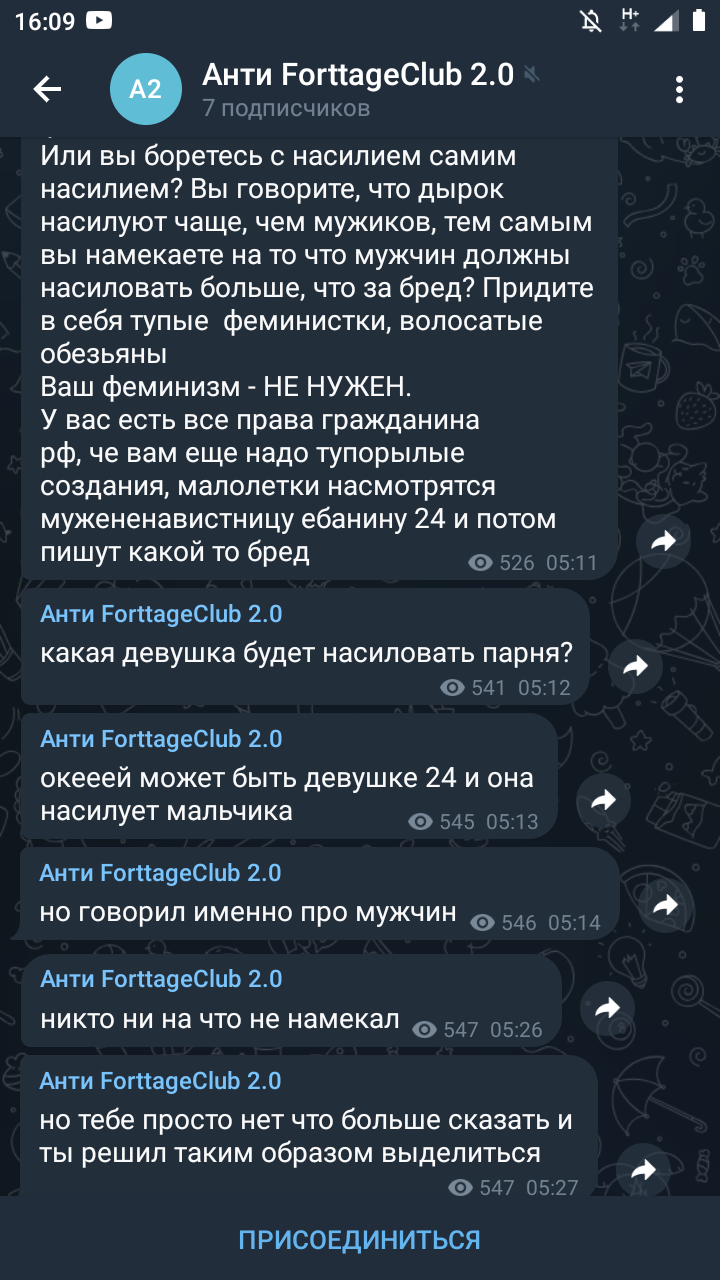 16:09
H+
А2
Анти ForttageClub 2.0
7 подписчиков
Или вы боретесь с насилием самим
насилием? Вы говорите, что дырок
насилуют чаще, чем мужиков, тем самым
вы намекаете на то что мужчин должны
насиловать больше, что за бред? Придите
в себя тупые  феминистки, волосатые
обезьяны
Ваш феминизм - НЕ НУЖЕН.
У вас есть все права гражданина
рф, че вам еще надо тупорылые
создания, малолетки насмотрятся
мужененавистницу ебанину 24 и потом
пишут какой то бред
526 05:11
Анти ForttageClub 2.0
какая девушка будет насиловать парня?
541 05:12
Анти ForttageClub 2.0
океееей может быть девушке 24 и она
насилует мальчика
545 05:13
Анти ForttageClub 2.0
но говорил именно про мужчин
546 05:14
Анти ForttageClub 2.0
никто ни на что не намекал
547 05:26
Анти ForttageClub 2.0
но тебе просто нет что больше сказать и
ты решил таким образом выделиться
547 05:27
ПРИСОЕДИНИТЬСЯ